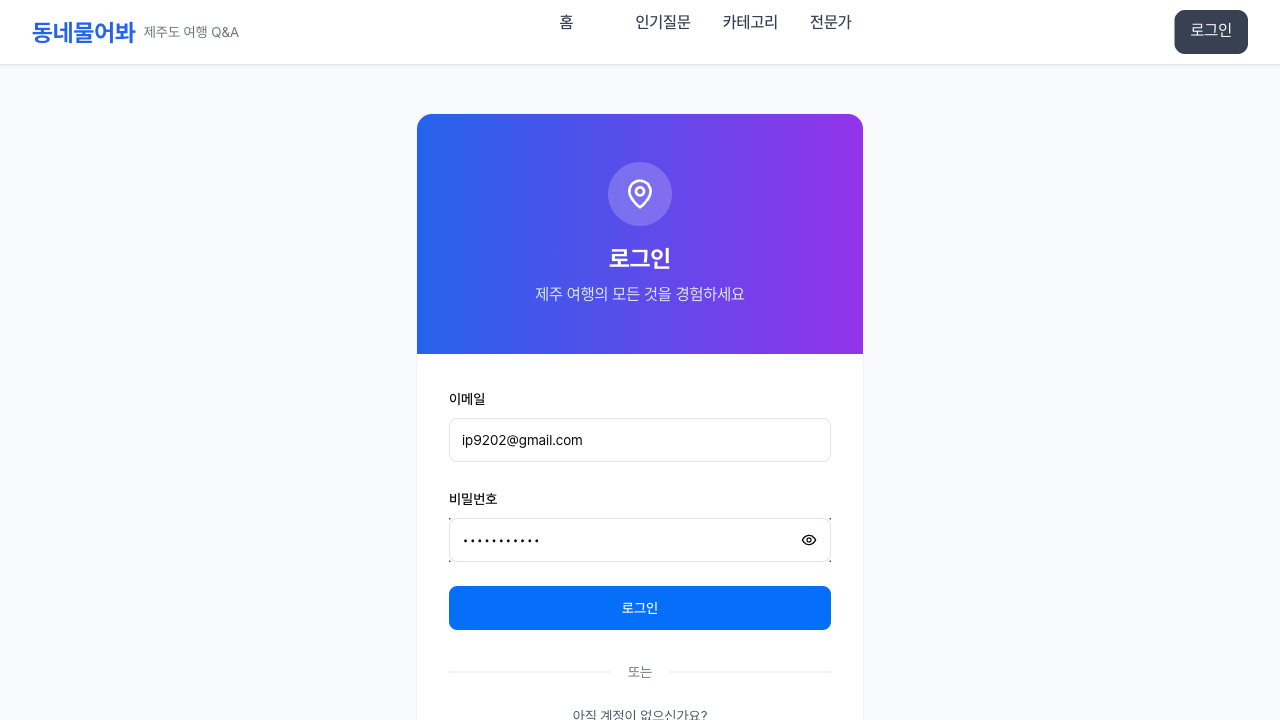 동네물어봐 제주도 여행 Q&A 홈 인기질문 카테고리 전문가 로그인
로그인
제주 여행의 모든 것을 경험하세요
이메일
ip9202@gmail.com
비밀번호
•••••••••••
로그인
또는
아직 계정이 없으신가요?